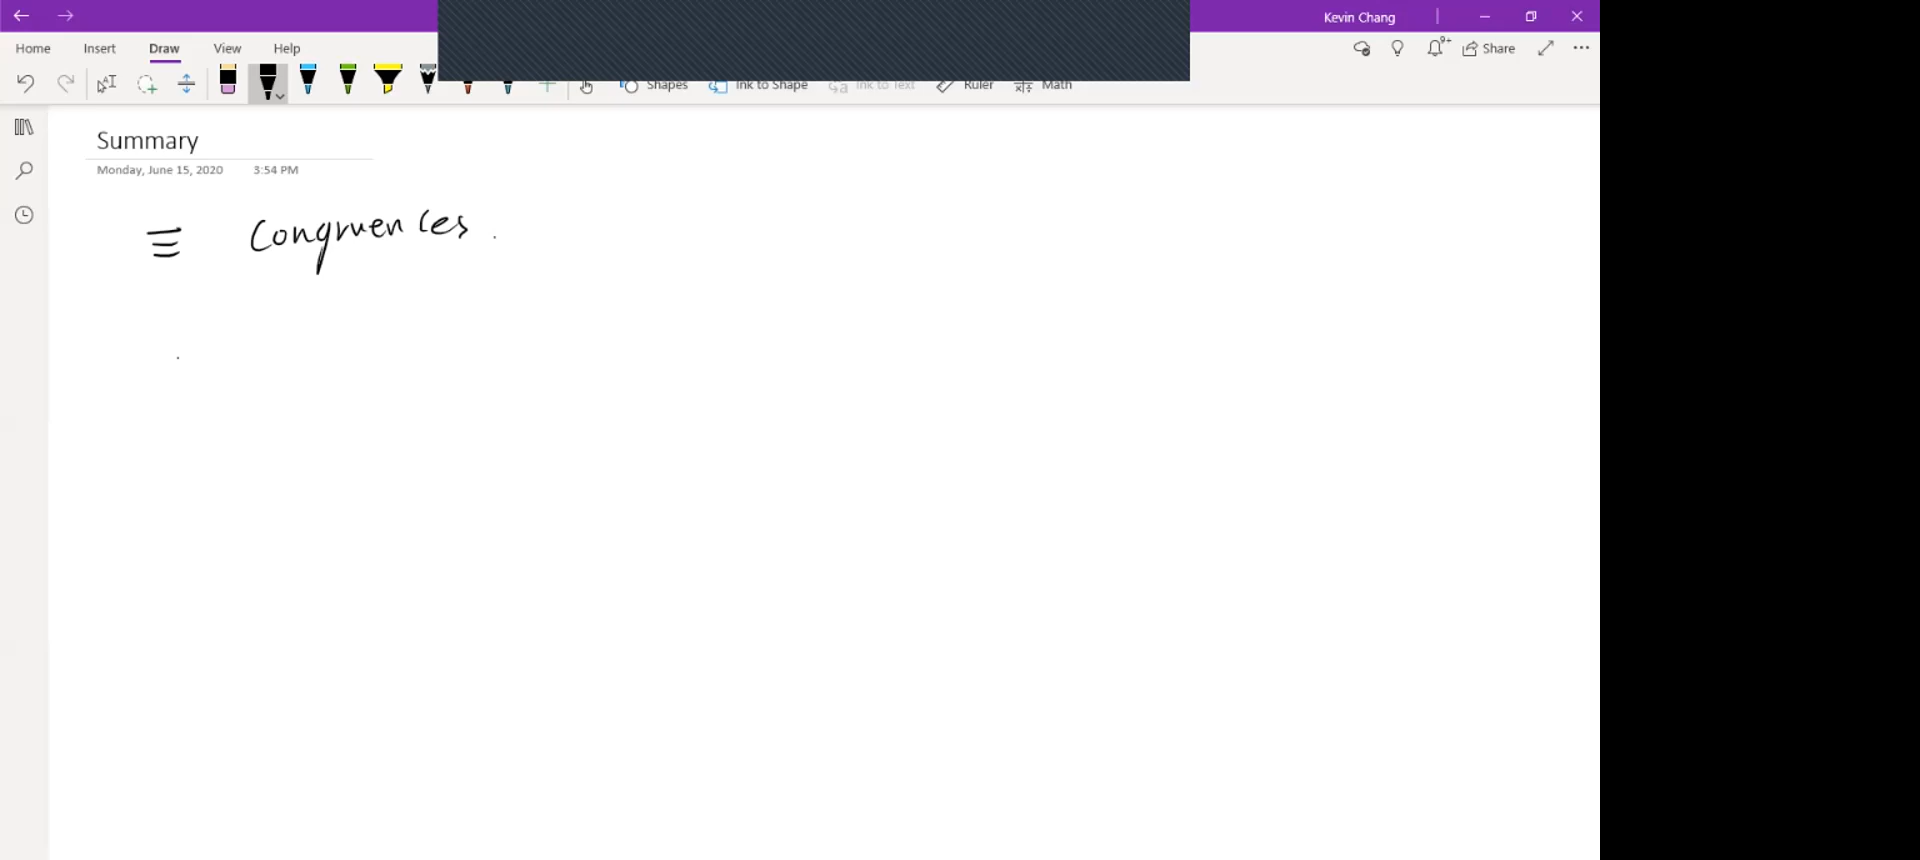 Kevin Chang
Home Insert Draw View Help
9+ Share
Shapes Ink to Shape Ink to Text Ruler Math
Summary
Monday, June 15, 2020 3:54 PM
≡ Congruences.